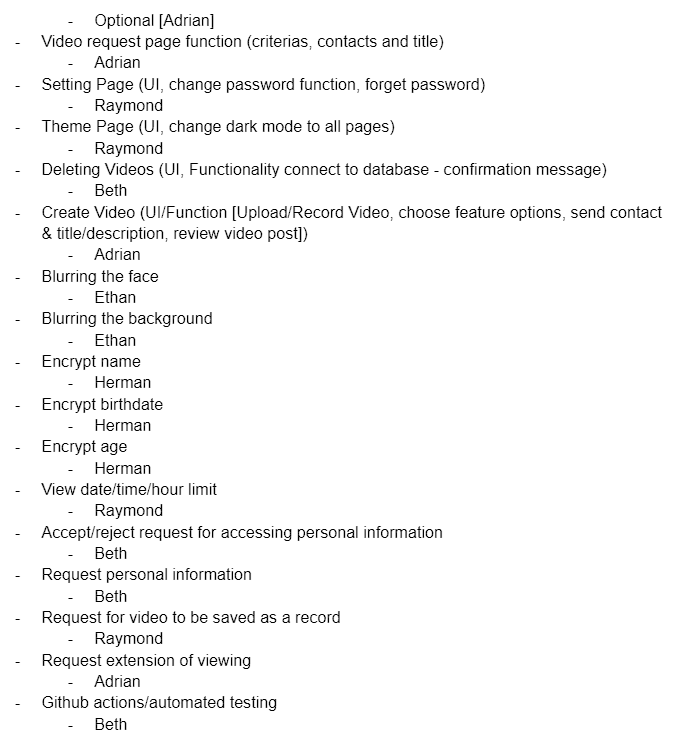 - Optional [Adrian]
- Video request page function (criterias, contacts and title)
- Adrian
- Setting Page (UI, change password function, forget password)
- Raymond
- Theme Page (UI, change dark mode to all pages)
- Raymond
- Deleting Videos (UI, Functionality connect to database - confirmation message)
- Beth
- Create Video (UI/Function [Upload/Record Video, choose feature options, send contact
& title/description, review video post])
- Adrian
- Blurring the face
- Ethan
- Blurring the background
- Ethan
- Encrypt name
- Herman
- Encrypt birthdate
- Herman
- Encrypt age
- Herman
- View date/time/hour limit
- Raymond
- Accept/reject request for accessing personal information
- Beth
- Request personal information
- Beth
- Request for video to be saved as a record
- Raymond
- Request extension of viewing
- Adrian
- Github actions/automated testing
- Beth